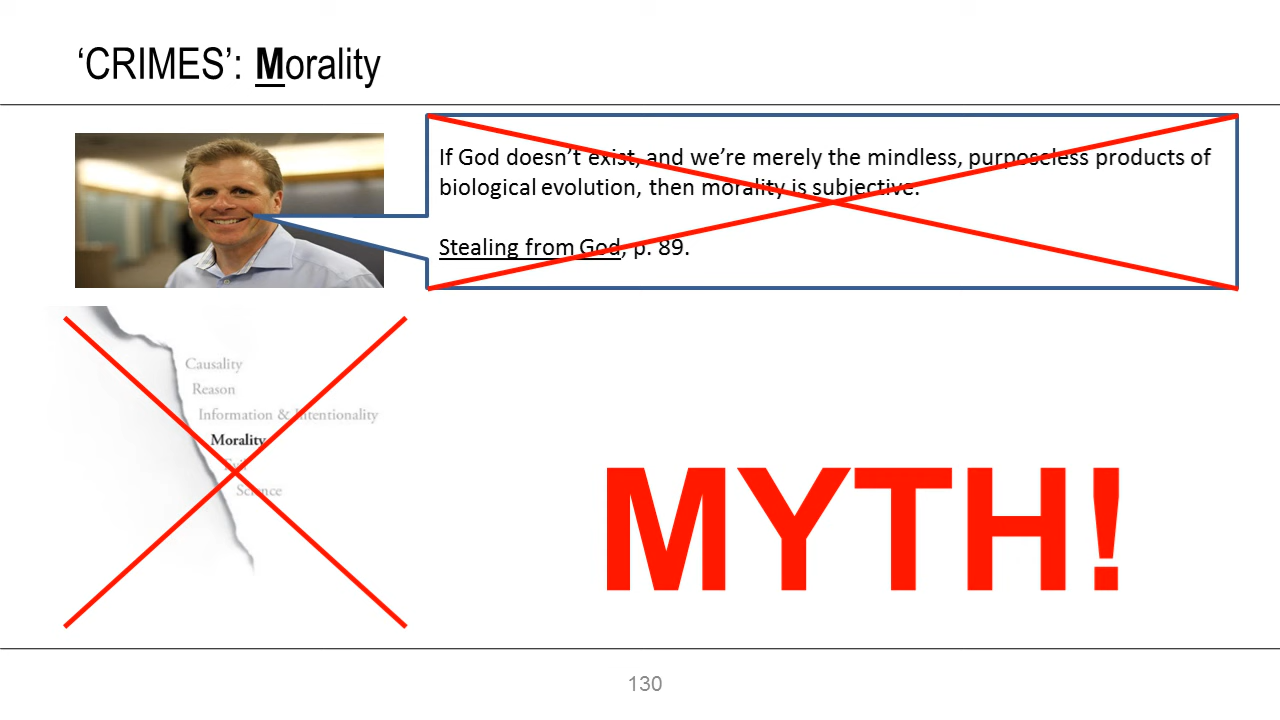 ‘CRIMES’: Morality
If God doesn’t exist, and we’re merely the mindless, purposeless products of
biological evolution, then morality is subjective.
Stealing from God, p. 89.
Causality
Reason
Information & Intentionality
Morality
Evil
Science
MYTH!
130